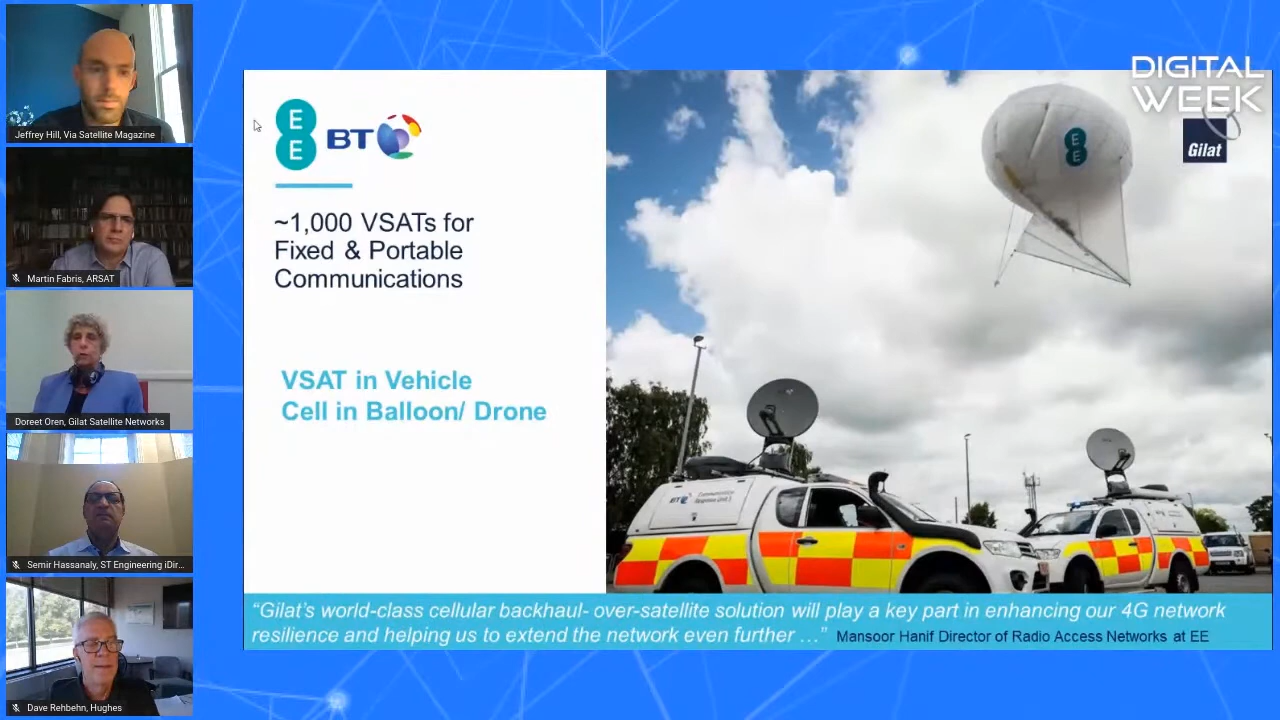 Jeffrey Hill, Via Satellite Magazine
Martin Fabris, ARSAT
Doreet Oren, Gilat Satellite Networks
Semir Hassanaly, ST Engineering iDir...
Dave Rehbehn, Hughes
DIGITAL
WEEK
Gilat
EE
BT
~1,000 VSATs for
Fixed & Portable
Communications
VSAT in Vehicle
Cell in Balloon/ Drone
EE
BT
Communications
“Gilat’s world-class cellular backhaul- over-satellite solution will play a key part in enhancing our 4G network
resilience and helping us to extend the network even further …” Mansoor Hanif Director of Radio Access Networks at EE